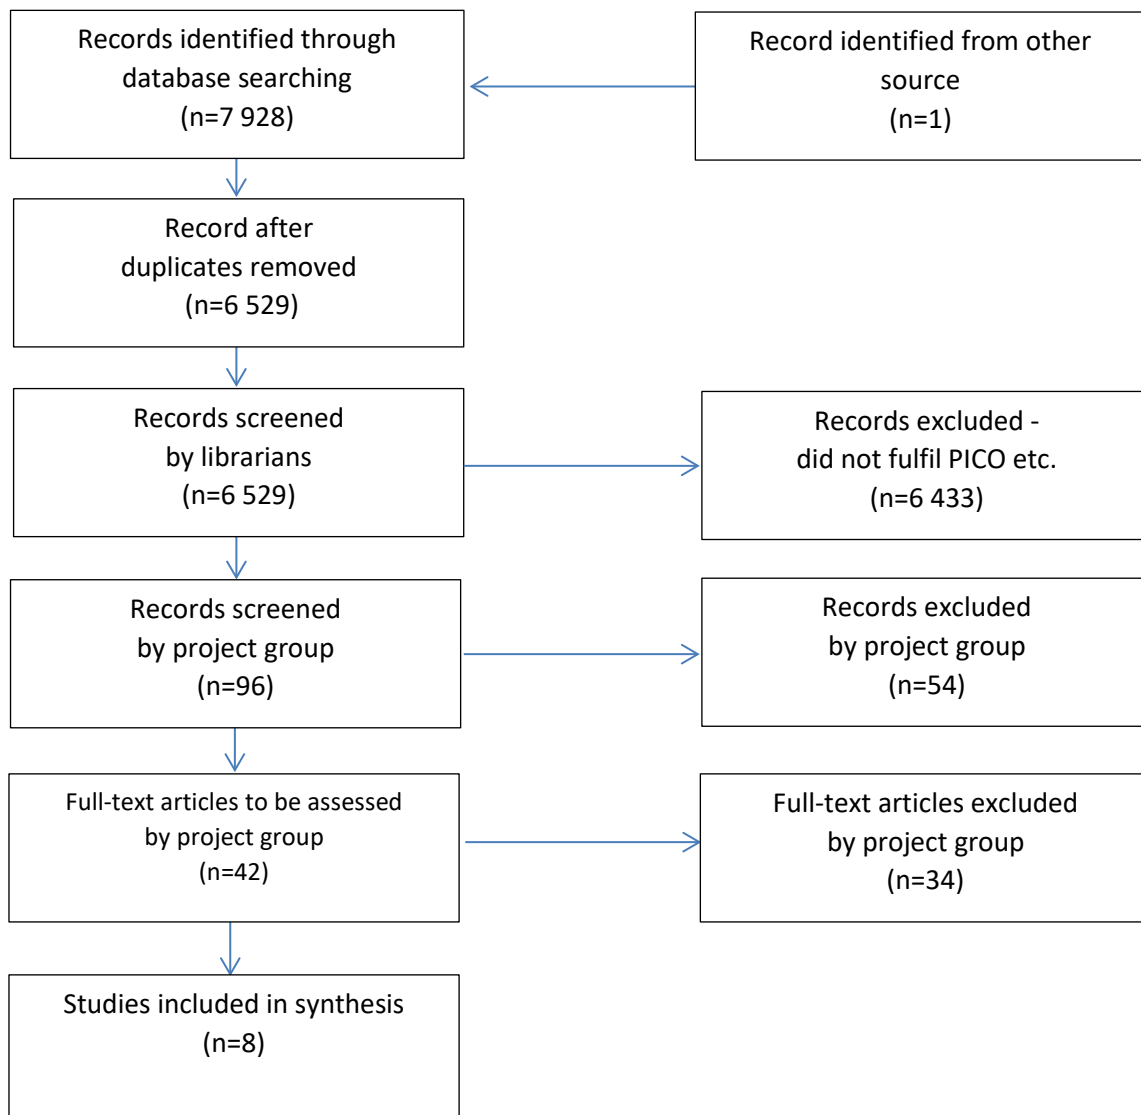 Records identified through
database searching
(n=7 928)
Record identified from other
source
(n=1)
Record after
duplicates removed
(n=6 529)
Records screened
by librarians
(n=6 529)
Records excluded -
did not fulfil PICO etc.
(n=6 433)
Records screened
by project group
(n=96)
Records excluded
by project group
(n=54)
Full-text articles to be assessed
by project group
(n=42)
Full-text articles excluded
by project group
(n=34)
Studies included in synthesis
(n=8)